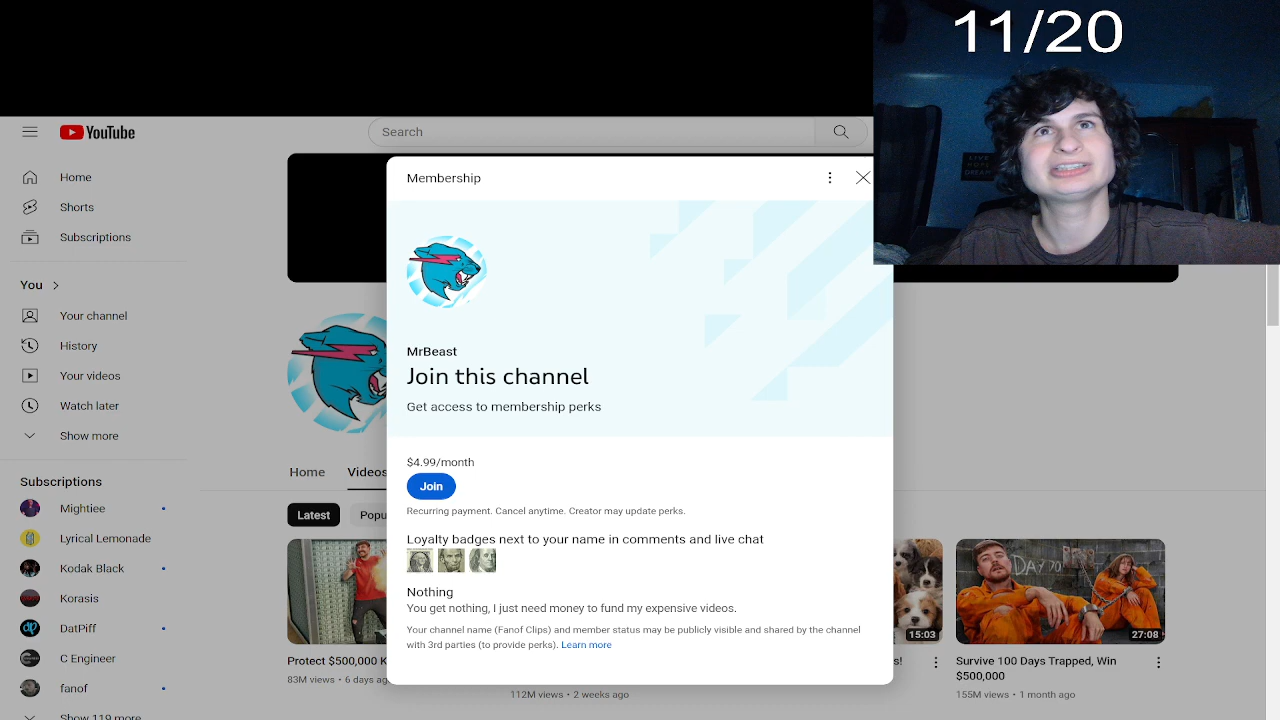 11/20
LIVE
DREAM
YouTube
Search
Home
Shorts
Subscriptions
You
Your channel
History
Your videos
Watch later
Show more
Subscriptions
Mightiee
Lyrical Lemonade
Kodak Black
Korasis
DatPiff
C Engineer
fanof
Show 119 more
Membership
MrBeast
Join this channel
Get access to membership perks
$4.99/month
Join
Recurring payment. Cancel anytime. Creator may update perks.
Loyalty badges next to your name in comments and live chat
Nothing
You get nothing, I just need money to fund my expensive videos.
Your channel name (Fanof Clips) and member status may be publicly visible and shared by the channel
with 3rd parties (to provide perks). Learn more
Home
Videos
Latest
Popu
Protect $500,000 K
83M views • 6 days ag
15:03
s!
112M views • 2 weeks ago
DAY
27:08
Survive 100 Days Trapped, Win
$500,000
155M views • 1 month ago